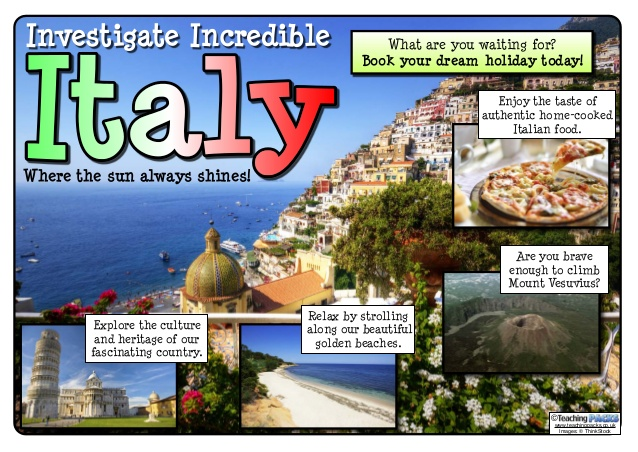 Investigate Incredible
Italy
Where the sun always shines!
What are you waiting for?
Book your dream holiday today!
Enjoy the taste of
authentic home-cooked
Italian food.
Are you brave
enough to climb
Mount Vesuvius?
Relax by strolling
along our beautiful
golden beaches.
Explore the culture
and heritage of our
fascinating country.
©Teaching PACKS
www.teachingpacks.co.uk
Images: © ThinkStock